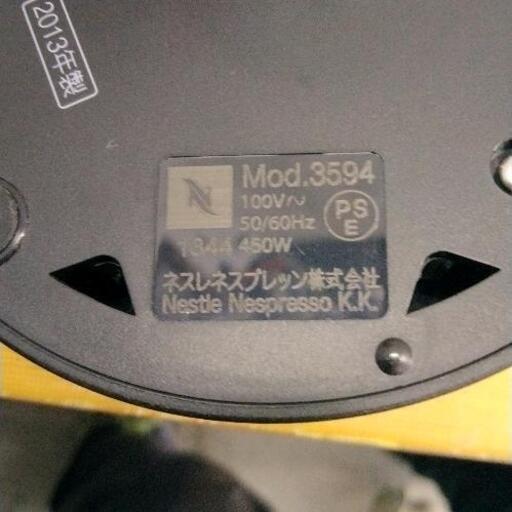 2013年製
N
Mod.3594
100V～
50/60Hz
PS
E
1344 450W
ネスレネスプレッソ株式会社
Nestle Nespresso K.K.